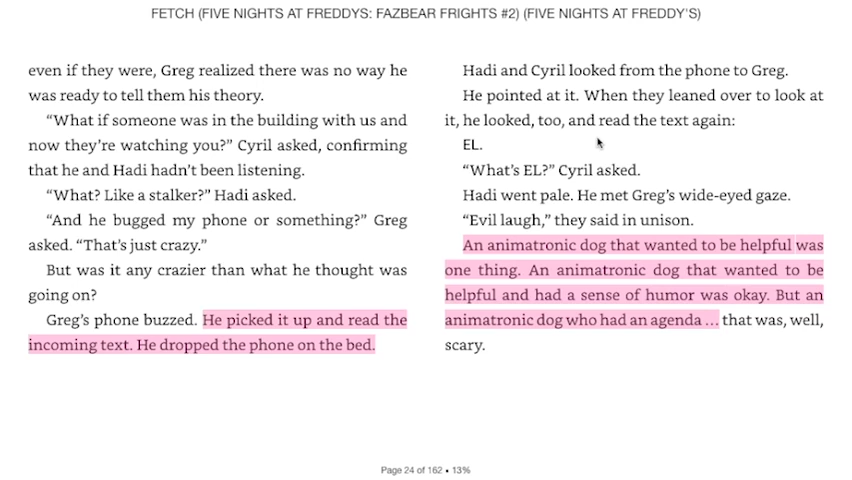 FETCH (FIVE NIGHTS AT FREDDYS: FAZBEAR FRIGHTS #2) (FIVE NIGHTS AT FREDDY'S)
even if they were, Greg realized there was no way he
was ready to tell them his theory.
“What if someone was in the building with us and
now they’re watching you?” Cyril asked, confirming
that he and Hadi hadn’t been listening.
“What? Like a stalker?” Hadi asked.
“And he bugged my phone or something?” Greg
asked. “That’s just crazy.”
But was it any crazier than what he thought was
going on?
Greg’s phone buzzed. He picked it up and read the
incoming text. He dropped the phone on the bed.
Hadi and Cyril looked from the phone to Greg.
He pointed at it. When they leaned over to look at
it, he looked, too, and read the text again:
EL.
“What’s EL?” Cyril asked.
Hadi went pale. He met Greg’s wide-eyed gaze.
“Evil laugh,” they said in unison.
An animatronic dog that wanted to be helpful was
one thing. An animatronic dog that wanted to be
helpful and had a sense of humor was okay. But an
animatronic dog who had an agenda ... that was, well,
scary.
Page 24 of 162 • 13%